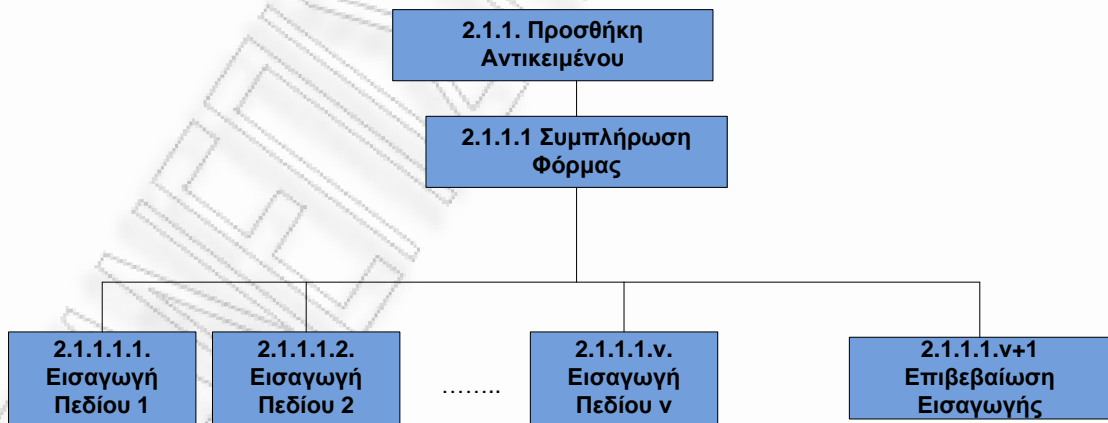 2.1.1. Προσθήκη
Αντικειμένου
2.1.1.1 Συμπλήρωση
Φόρμας
2.1.1.1.1.
Εισαγωγή
Πεδίου 1
2.1.1.1.2.
Εισαγωγή
Πεδίου 2
........
2.1.1.1.ν.
Εισαγωγή
Πεδίου ν
2.1.1.1.ν+1
Επιβεβαίωση
Εισαγωγής